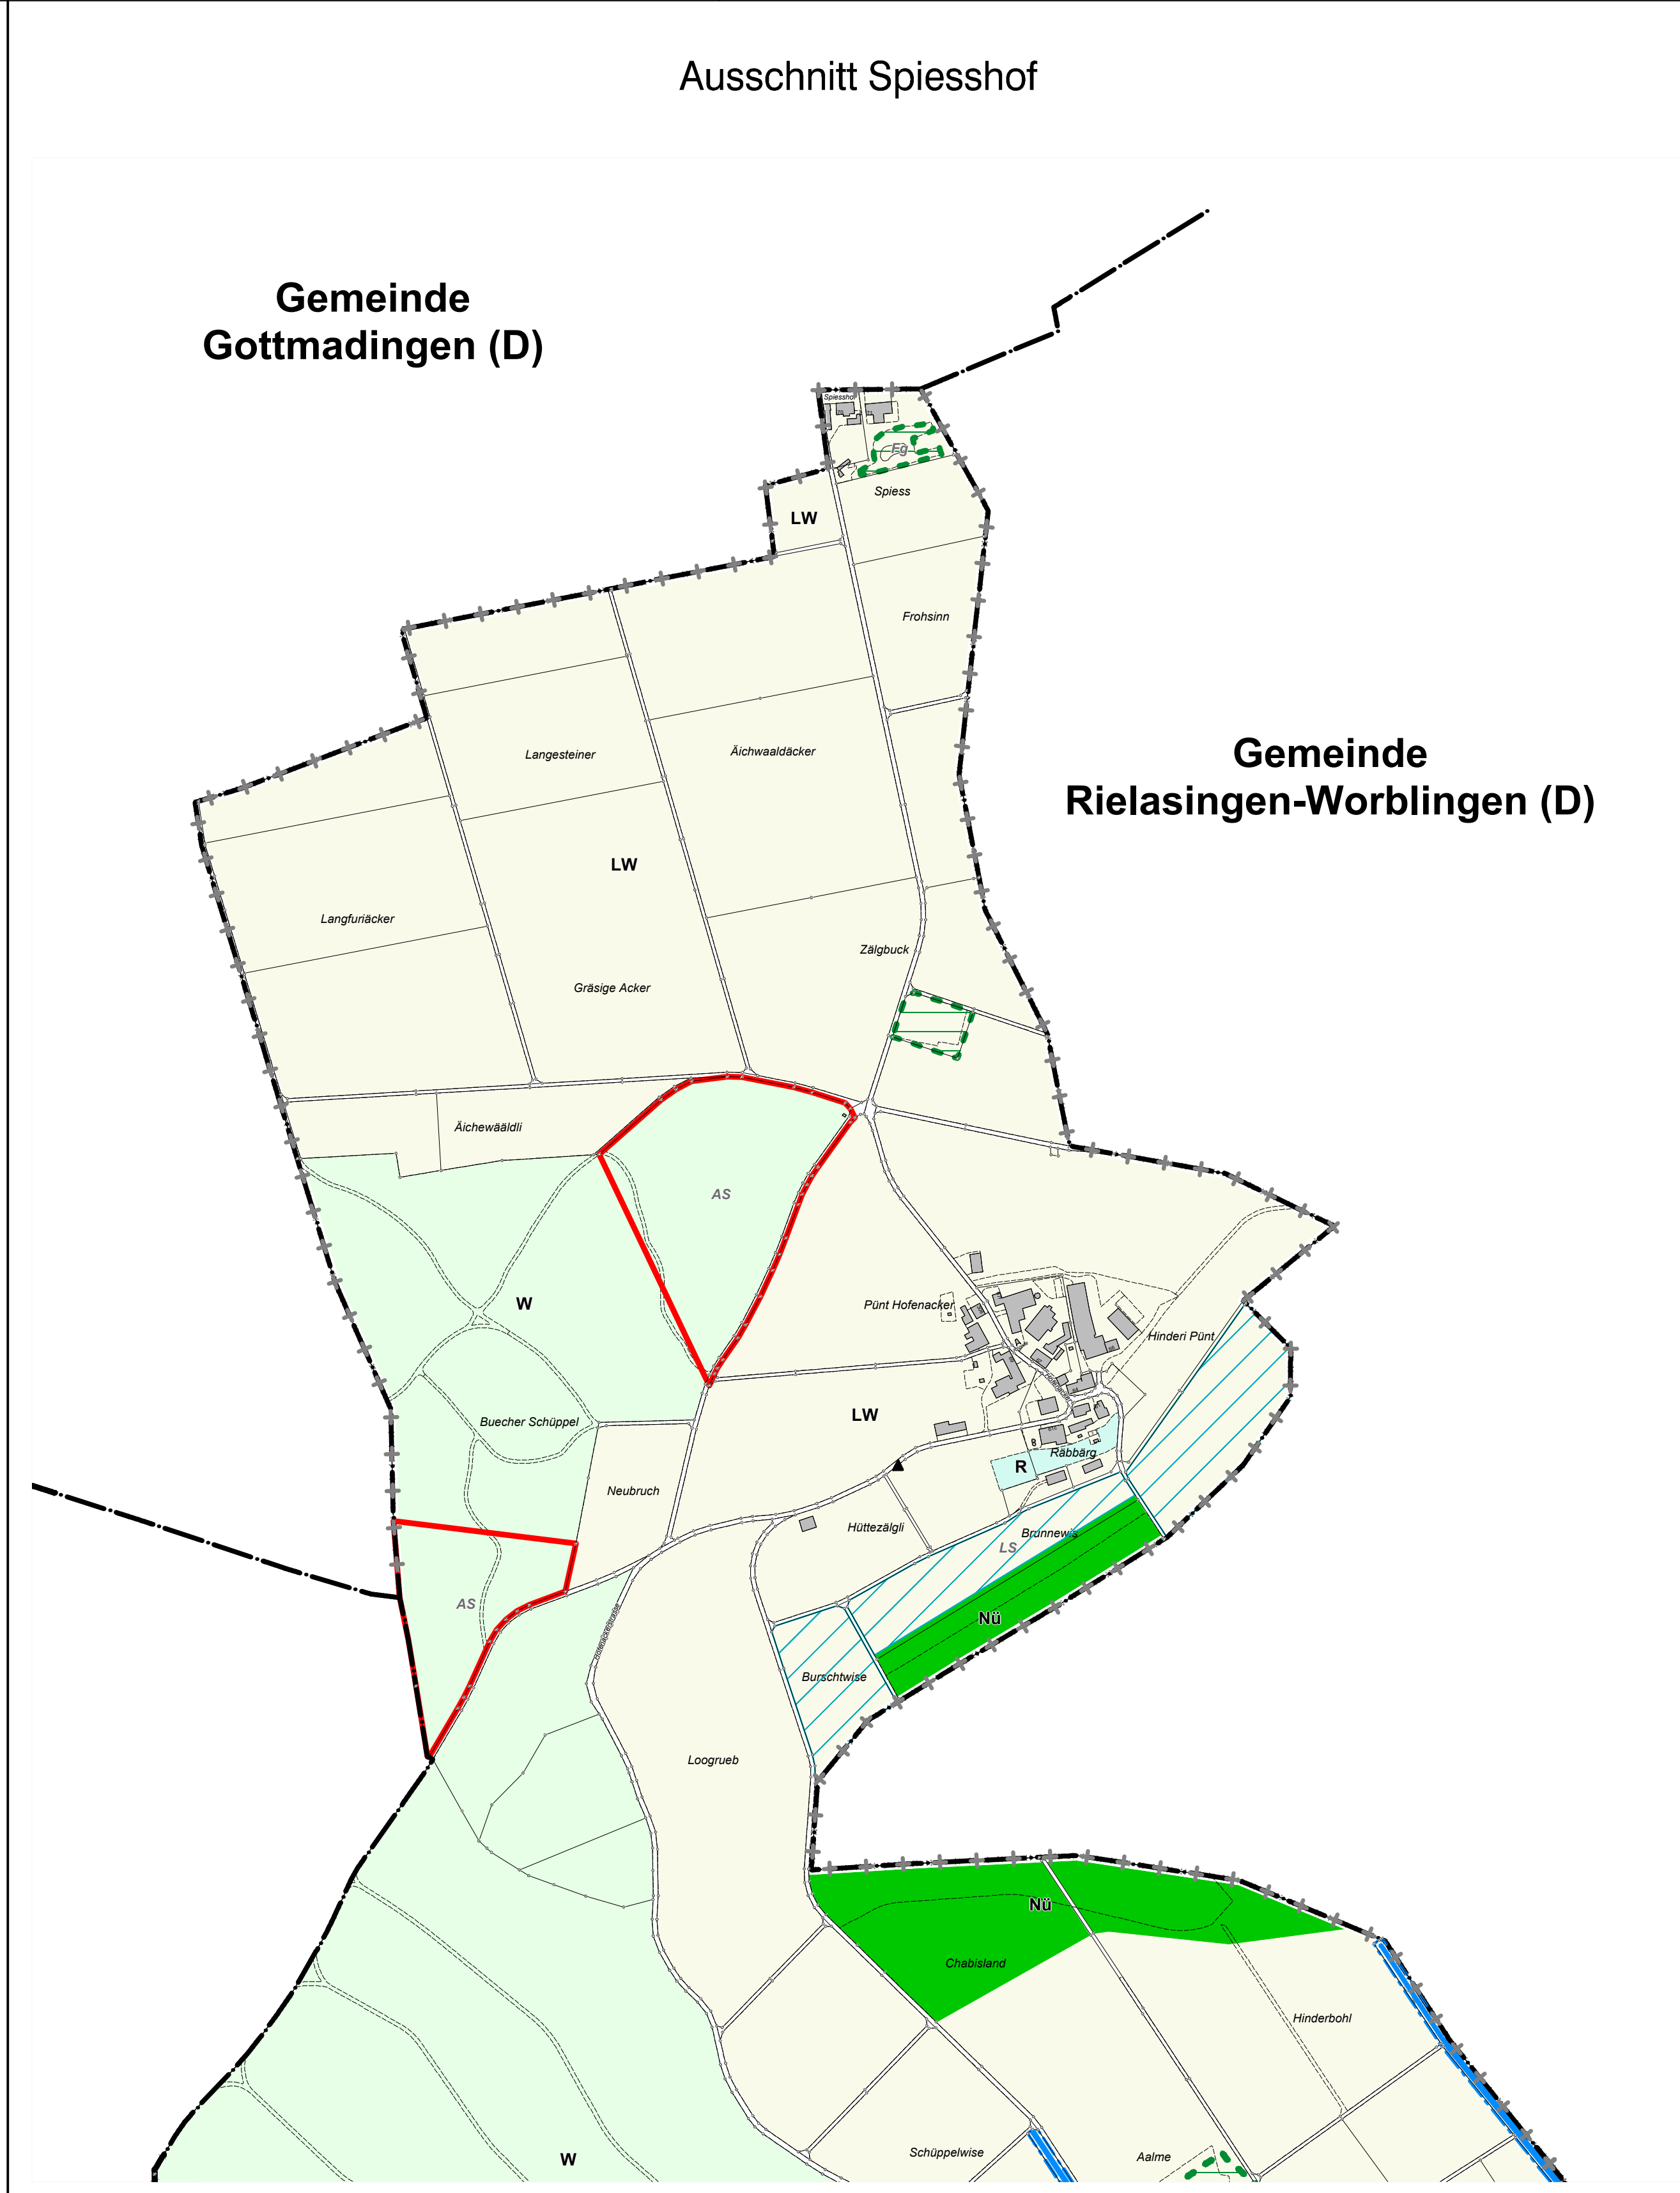 Ausschnitt Spiesshof
Gemeinde
Gottmadingen (D)
Spiesshof
Fg
Spiess
LW
Frohsinn
Gemeinde
Rielasingen-Worblingen (D)
Langesteiner
Äichwaaldäcker
LW
Langfuriäcker
Zälgbuck
Gräsige Acker
Äichewääldli
AS
W
Pünt Hofenacker
Hinderi Pünt
LW
Buecher Schüppel
Räbbärg
R
Neubruch
Hüttezälgli
Brunnewis
LS
AS
Nü
Burschtwise
Loogrueb
Nü
Chabisland
Hinderbohl
Schüppelwise
Aalme
W